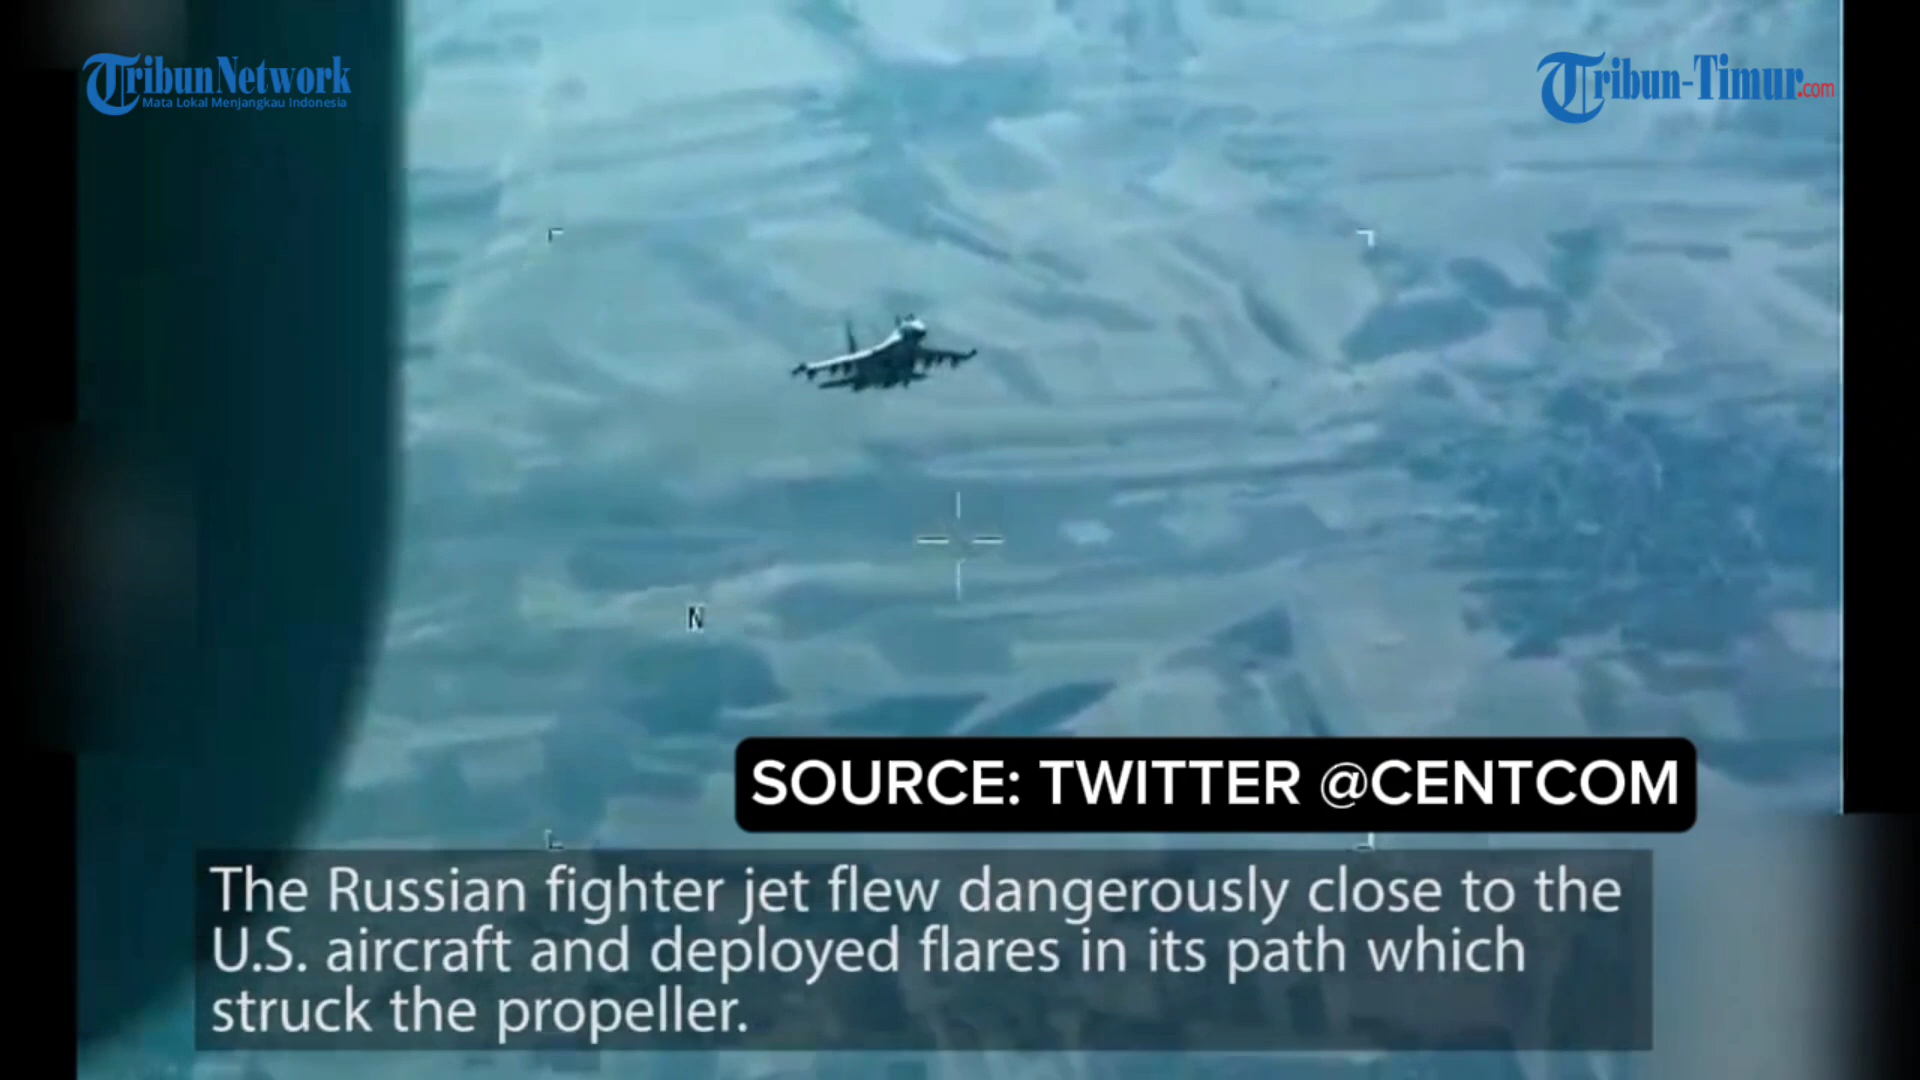 TribunNetwork
Mata Lokal Menjangkau Indonesia
Tribun-Timur.com
N
SOURCE: TWITTER @CENTCOM
The Russian fighter jet flew dangerously close to the
U.S. aircraft and deployed flares in its path which
struck the propeller.